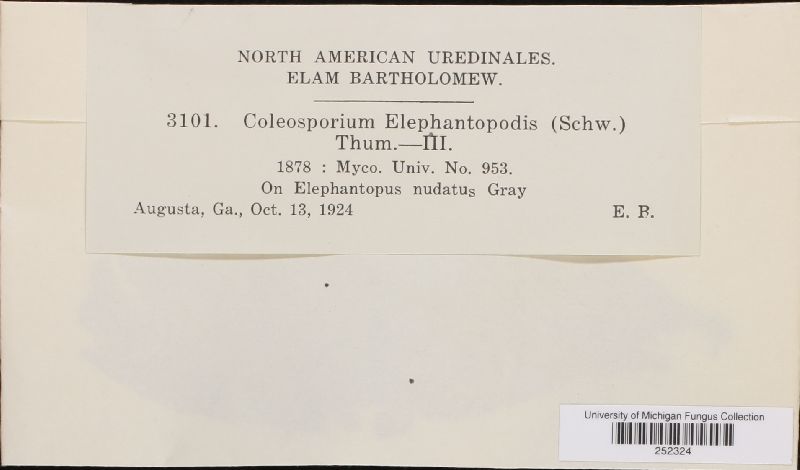 NORTH AMERICAN UREDINALES.
ELAM BARTHOLOMEW.
3101. Coleosporium Elephantopodis (Schw.)
Thum.—III.
1878 : Myco. Univ. No. 953.
On Elephantopus nudatus Gray
Augusta, Ga., Oct. 13, 1924 E. B.
University of Michigan Fungus Collection
252324